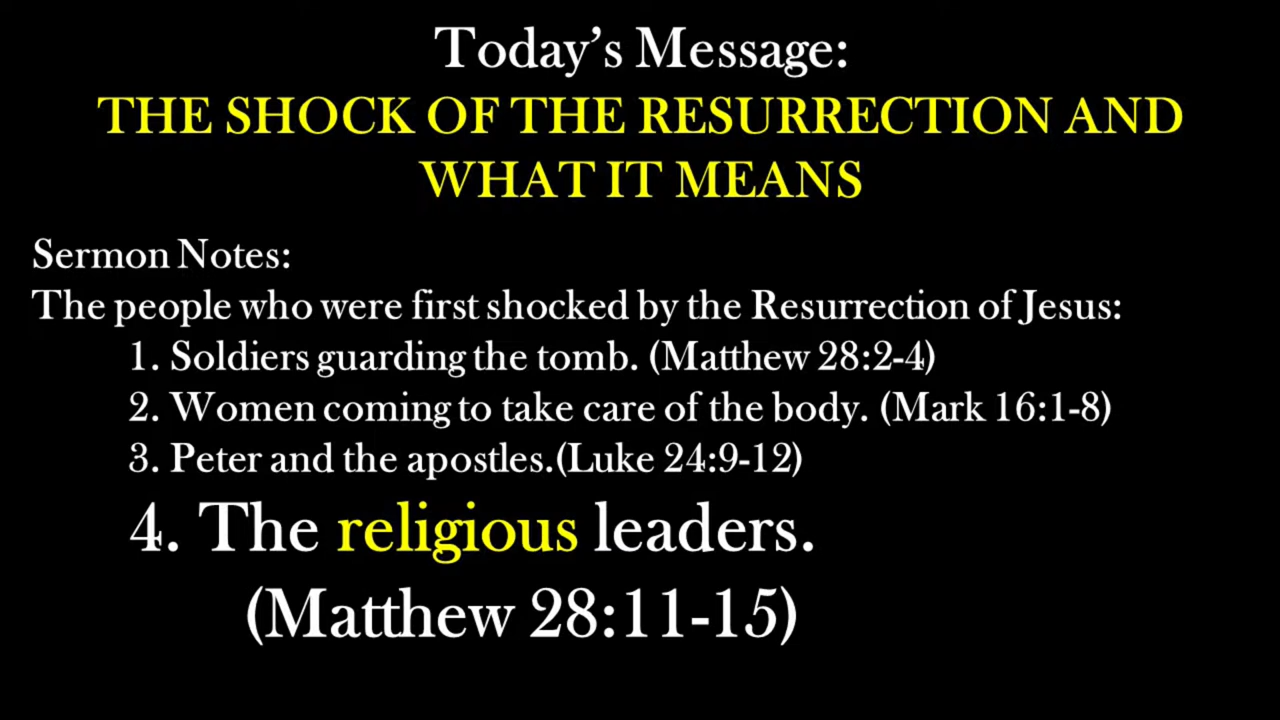 Today’s Message:
THE SHOCK OF THE RESURRECTION AND
WHAT IT MEANS
Sermon Notes:
The people who were first shocked by the Resurrection of Jesus:
1. Soldiers guarding the tomb. (Matthew 28:2-4)
2. Women coming to take care of the body. (Mark 16:1-8)
3. Peter and the apostles.(Luke 24:9-12)
4. The religious leaders.
(Matthew 28:11-15)